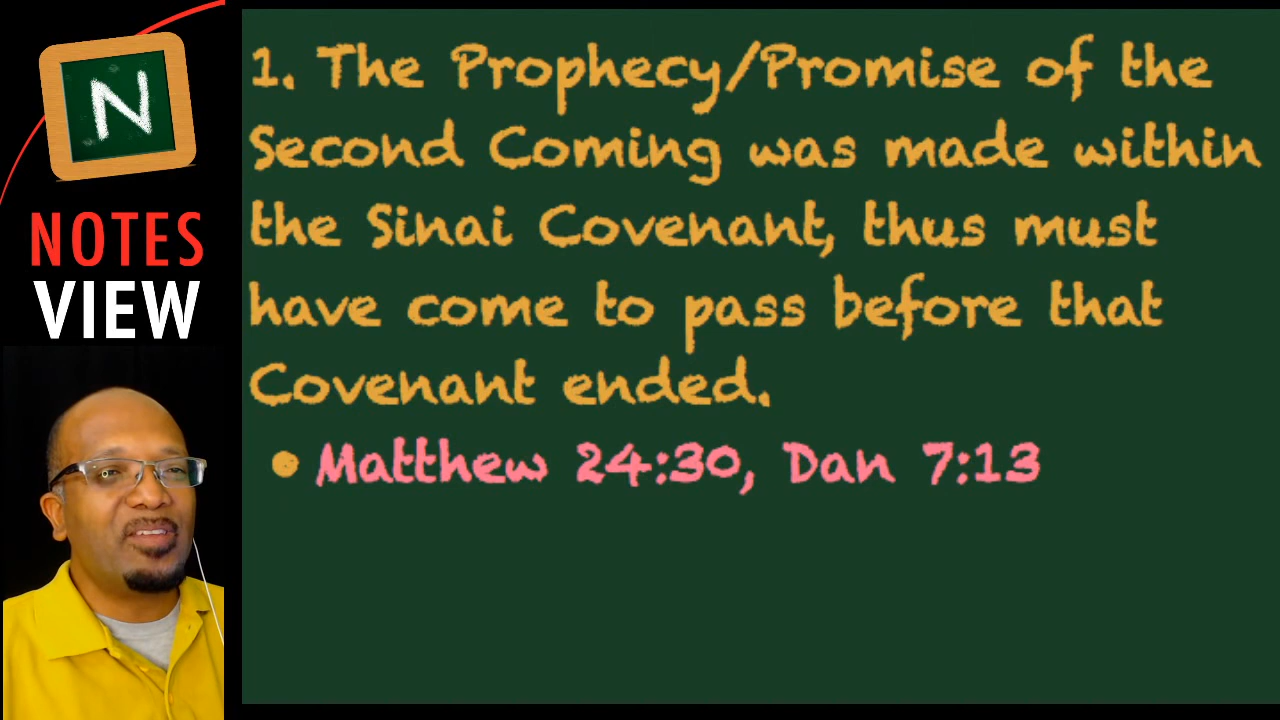 N
NOTES
VIEW
1. The Prophecy/Promise of the
Second Coming was made within
the Sinai Covenant, thus must
have come to pass before that
Covenant ended.
• Matthew 24:30, Dan 7:13